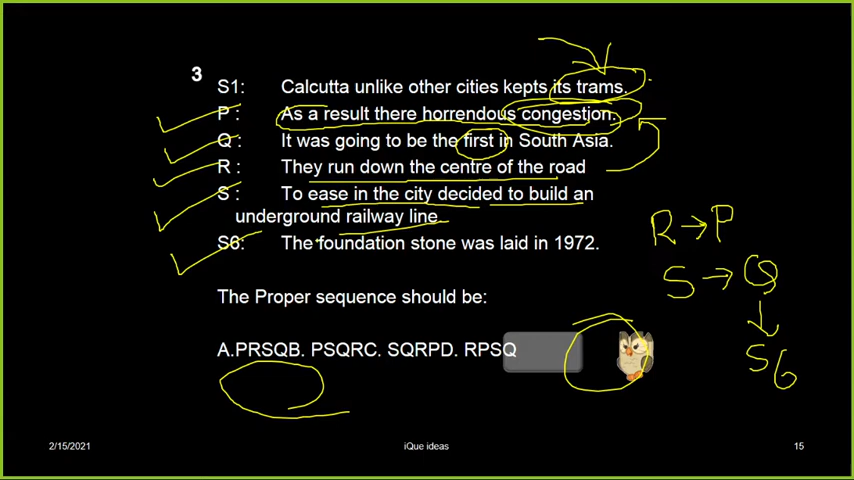 3
S1: Calcutta unlike other cities kepts its trams.
P : As a result there horrendous congestion.
Q : It was going to be the first in South Asia.
R : They run down the centre of the road
S : To ease in the city decided to build an
underground railway line.
S6: The foundation stone was laid in 1972.
R → P
S → Q
↓
S6
The Proper sequence should be:
A.PRSQB. PSQRC. SQRPD. RPSQ
2/15/2021
iQue ideas
15